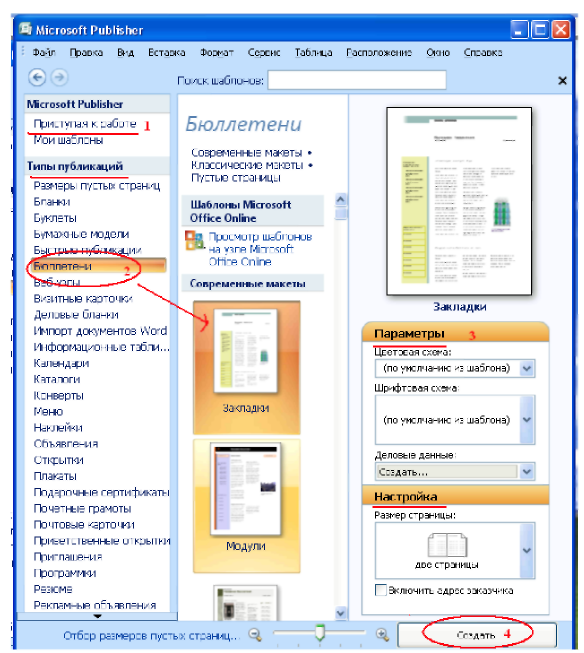 Microsoft Publisher
Файл Правка Вид Вставка Формат Сервис Таблица Расположение Окно Справка
Поиск шаблонов:
Microsoft Publisher
Приступая к работе 1
Мои шаблоны
Типы публикаций
Размеры пустых страниц
Бланки
Буклеты
Бумажные модели
Быстрые публикации
Бюллетени
2
Веб-узлы
Визитные карточки
Деловые бланки
Импорт документов Word
Информационные табли...
Календари
Каталоги
Конверты
Меню
Наклейки
Объявления
Открытки
Плакаты
Подарочные сертификаты
Почетные грамоты
Почтовые карточки
Приветственные открытки
Приглашения
Программки
Резюме
Рекламные объявления
Бюллетени
Современные макеты •
Классические макеты •
Пустые страницы
Шаблоны Microsoft
Office Online
Просмотр шаблонов
на узле Microsoft
Office Online
Современные макеты
Закладки
Модули
Закладки
Параметры 3
Цветовая схема:
(по умолчанию из шаблона)
Шрифтовая схема:
(по умолчанию из шаблона)
Деловые данные:
Создать...
Настройка
Размер страницы:
две страницы
Включить адрес заказчика
Отбор размеров пустых страниц...
Создать 4